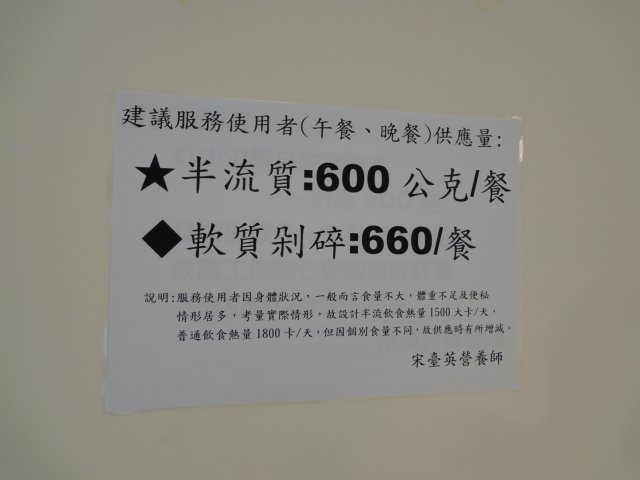 建議服務使用者(午餐、晚餐)供應量:
★半流質:600 公克/餐
◆軟質剁碎:660/餐
說明:服務使用者因身體狀況，一般而言食量不大，體重不足及便秘
情形居多，考量實際情形，故設計半流飲食熱量1500大卡/天，
普通飲食熱量1800卡/天，但因個別食量不同，故供應時有所增減。
宋臺英營養師